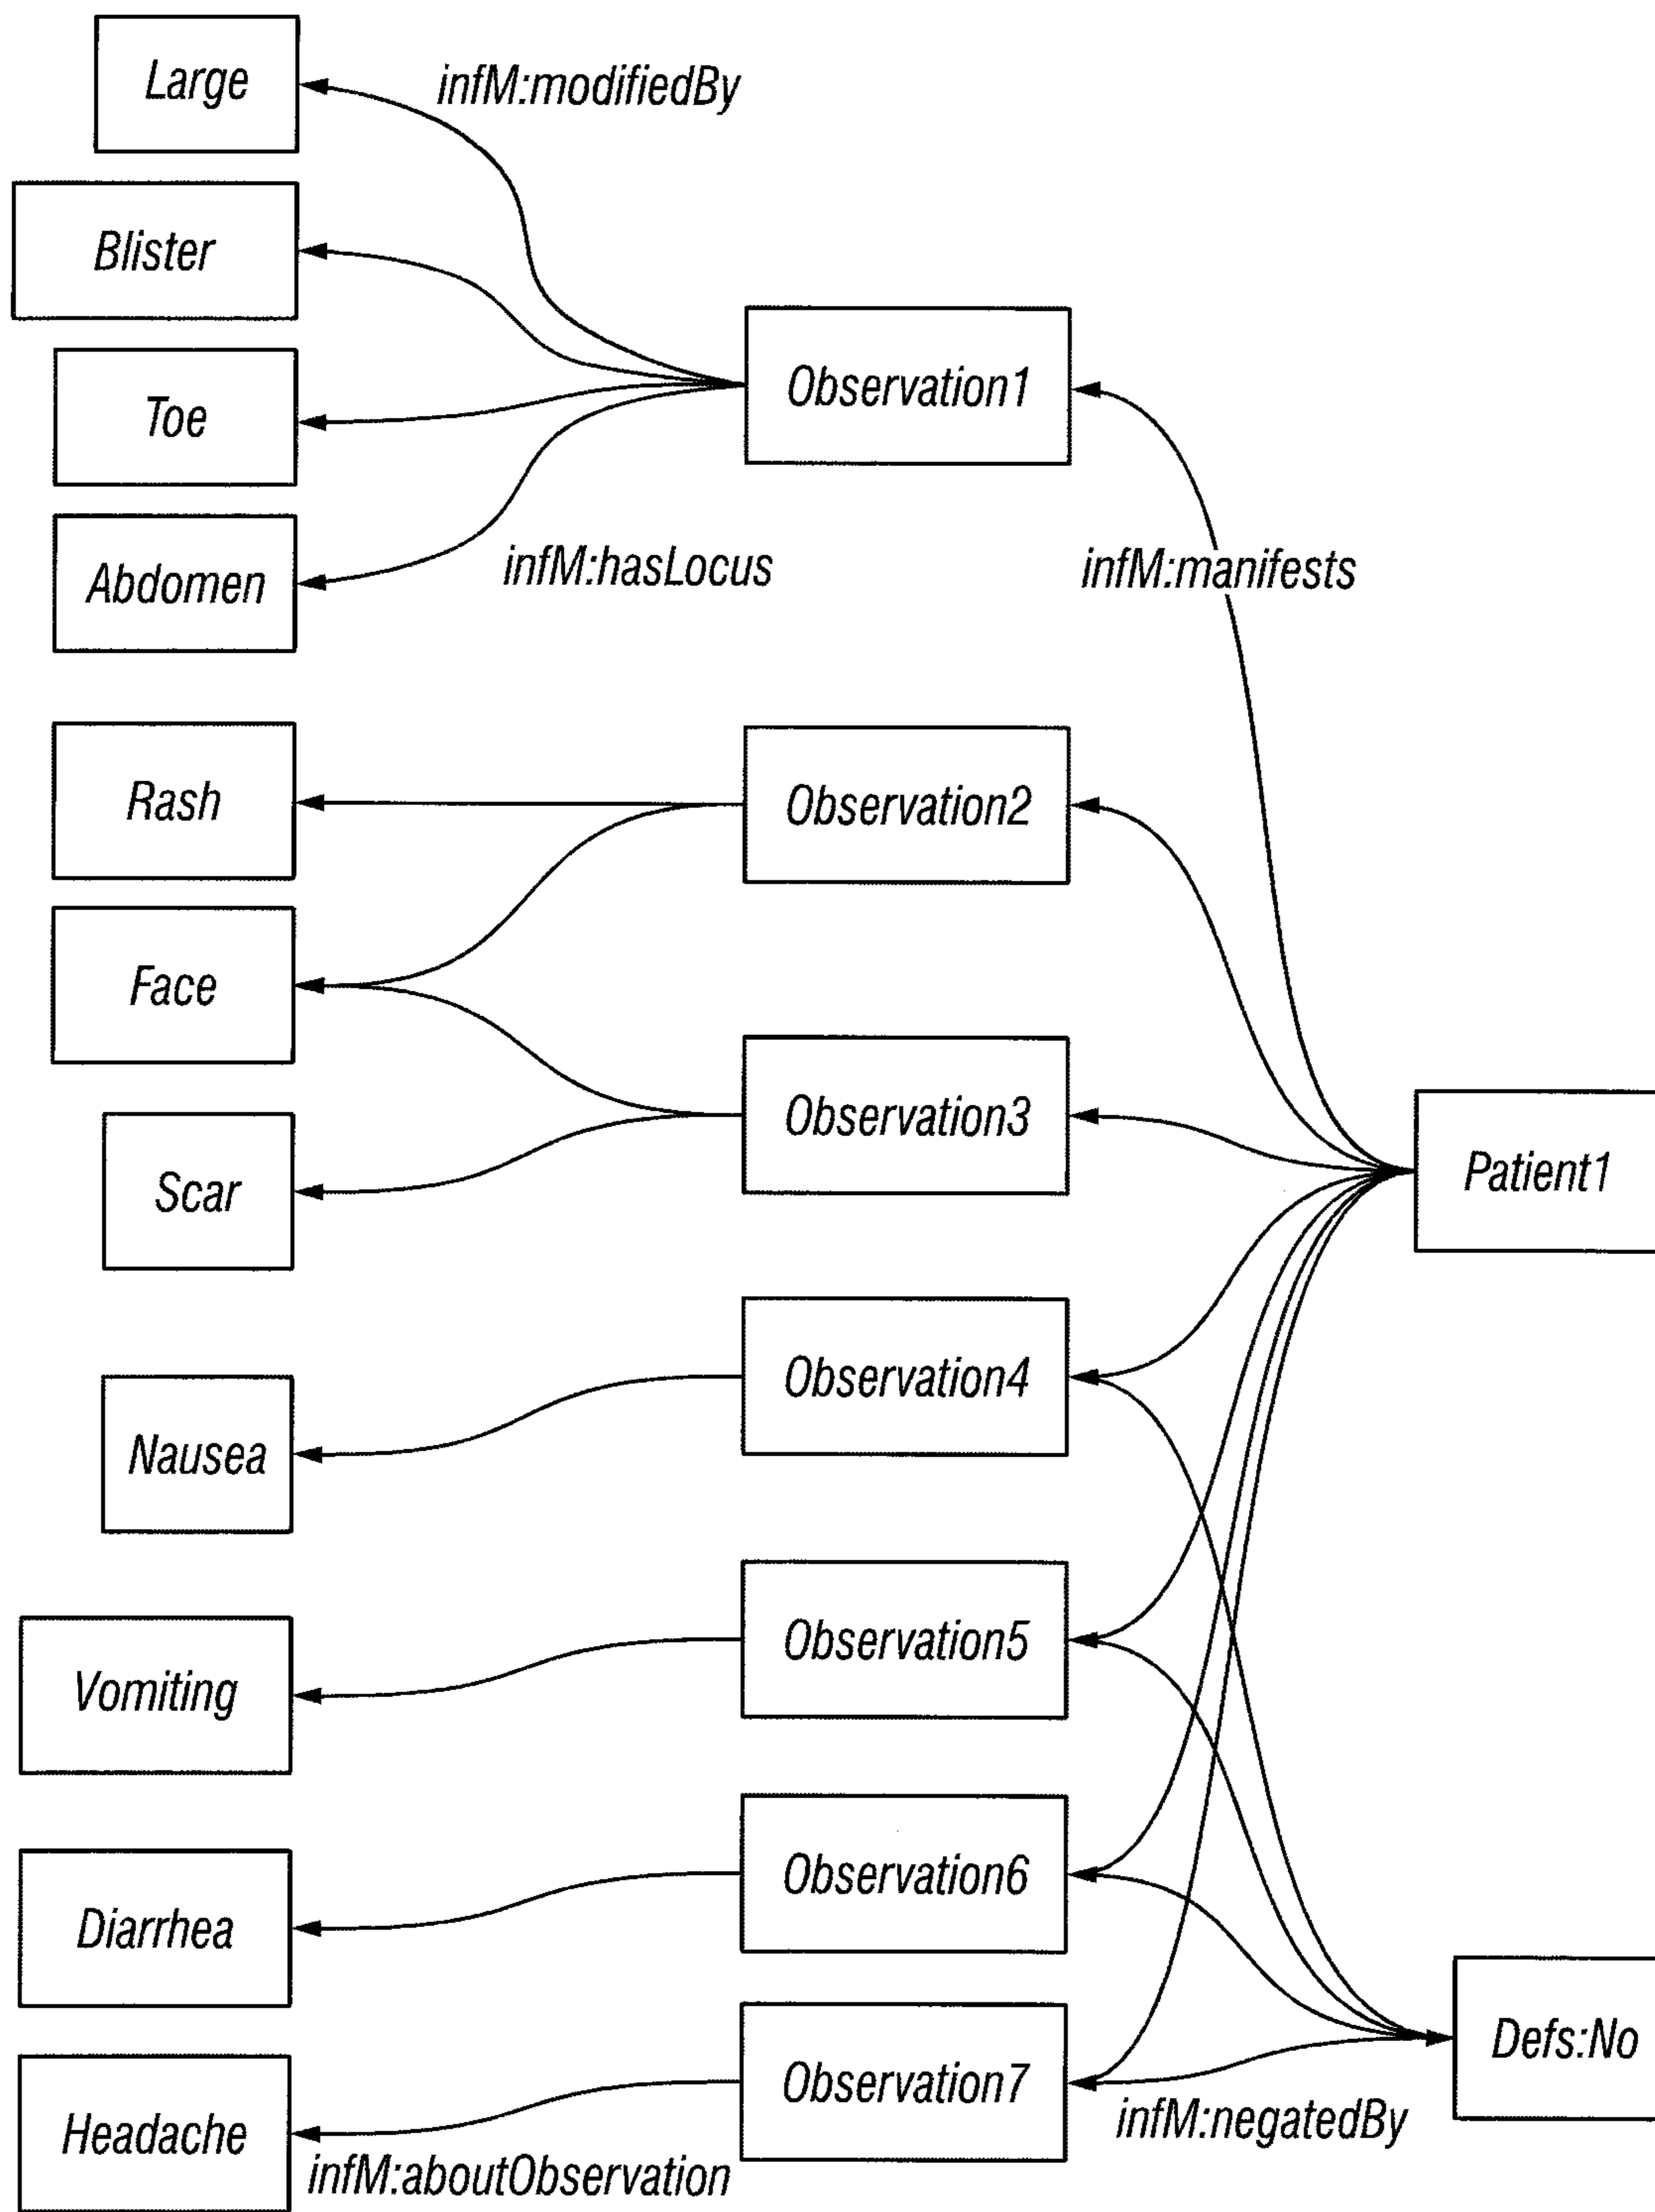 Large
infM:modifiedBy
Blister
Observation1
Toe
Abdomen
infM:hasLocus
infM:manifests
Rash
Observation2
Face
Observation3
Scar
Patient1
Observation4
Nausea
Observation5
Vomiting
Observation6
Diarrhea
Defs:No
Observation7
Headache
infM:negatedBy
infM:aboutObservation